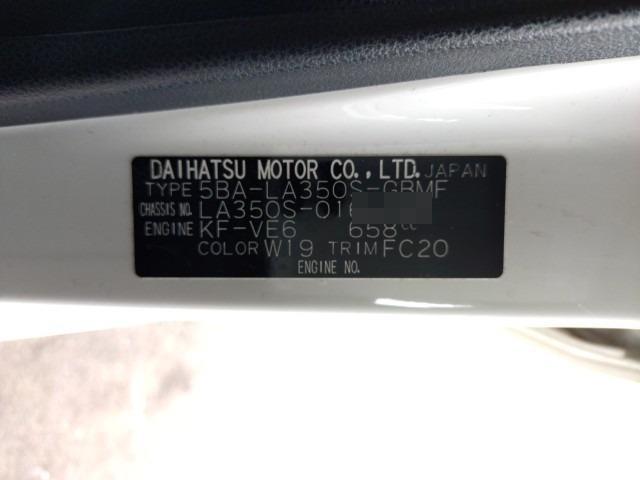 DAIHATSU MOTOR CO.,LTD. JAPAN
TYPE 5BA-LA350S-GBMF
CHASSIS NO. LA350S-016
ENGINE KF-VE6 658cc
COLOR W19 TRIM FC20
ENGINE NO.